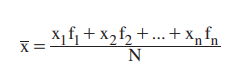 x̄ = x₁f₁ + x₂f₂ + ... + xₙfₙ / N